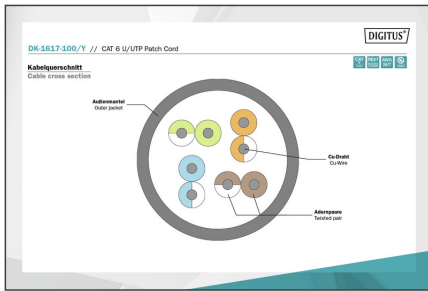 DIGITUS®
DK-1617-100/Y // CAT 6 U/UTP Patch Cord
Kabelquerschnitt
Cable cross section
Außenmantel
Outer jacket
Cu-Draht
Cu-Wire
Adernpaare
Twisted pair